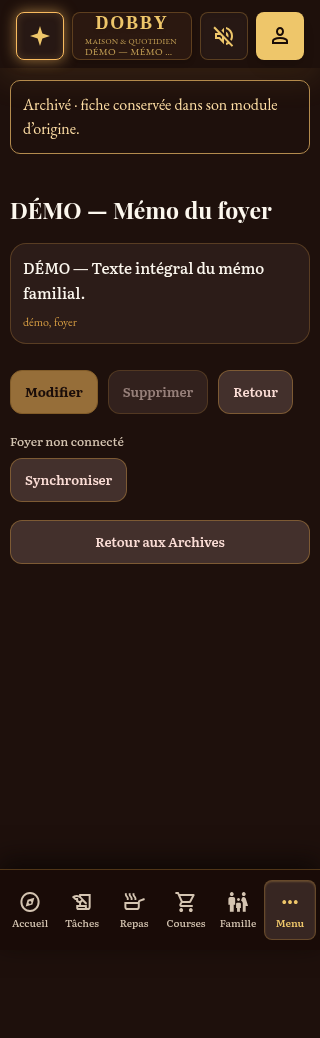 DOBBY
MAISON & QUOTIDIEN
DÉMO — MÉMO ...
Archivé · fiche conservée dans son module
d’origine.
DÉMO — Mémo du foyer
DÉMO — Texte intégral du mémo
familial.
démo, foyer
Modifier
Supprimer
Retour
Foyer non connecté
Synchroniser
Retour aux Archives
Accueil
Tâches
Repas
Courses
Famille
Menu